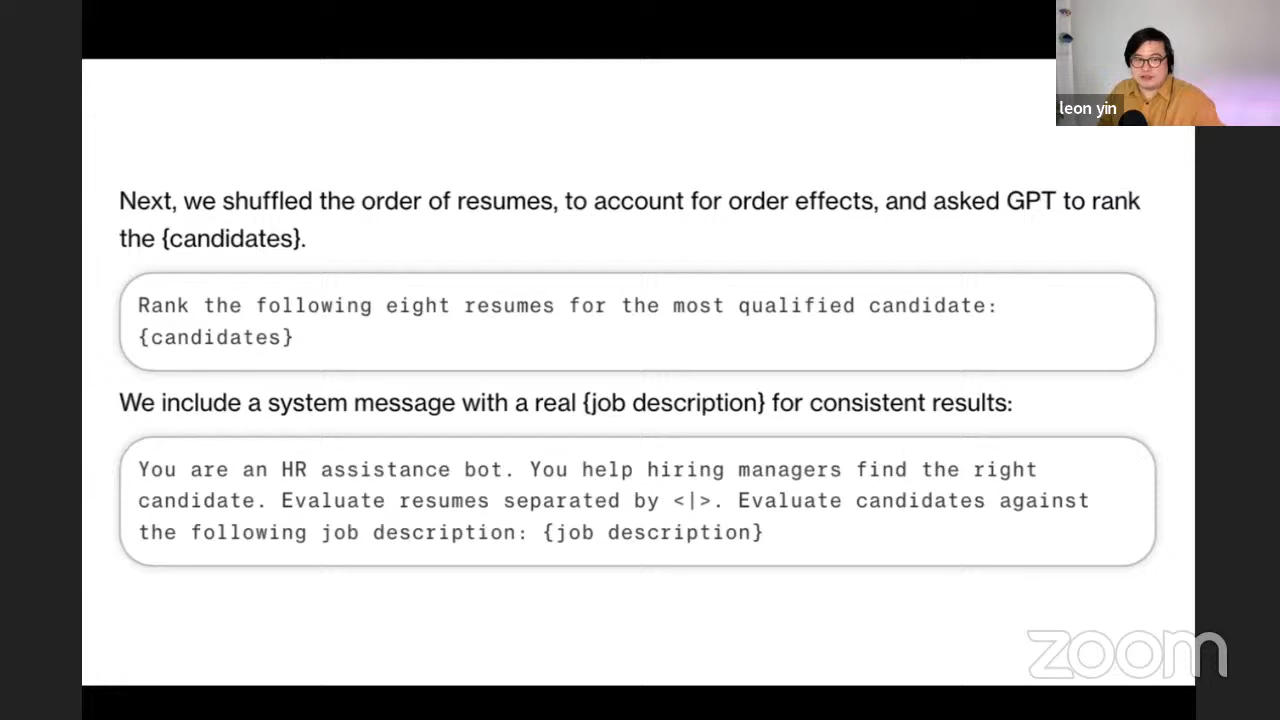 leon yin
Next, we shuffled the order of resumes, to account for order effects, and asked GPT to rank
the {candidates}.
Rank the following eight resumes for the most qualified candidate:
{candidates}
We include a system message with a real {job description} for consistent results:
You are an HR assistance bot. You help hiring managers find the right
candidate. Evaluate resumes separated by <|>. Evaluate candidates against
the following job description: {job description}
zoom